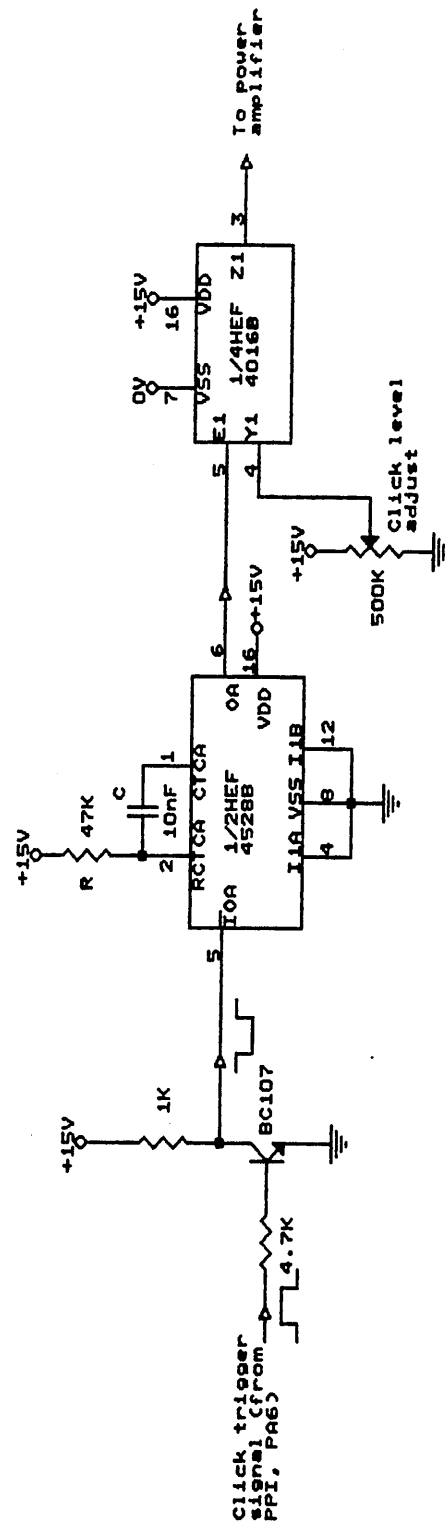 Click trigger
signal (from
PPI, PA6)
4.7K
BC107
+15V
1K
5
I0A
+15V
R
47K
C
10nF
2
1
RCTCA
CTCA
1/2HEF
4528B
I1A
VSS
I1B
4
8
12
OA
6
VDD
16
+15V
5
E1
4
Y1
+15V
500K
Click level
adjust
0V
7
VSS
+15V
16
VDD
1/4HEF
4016B
Z1
3
To power
amplifier